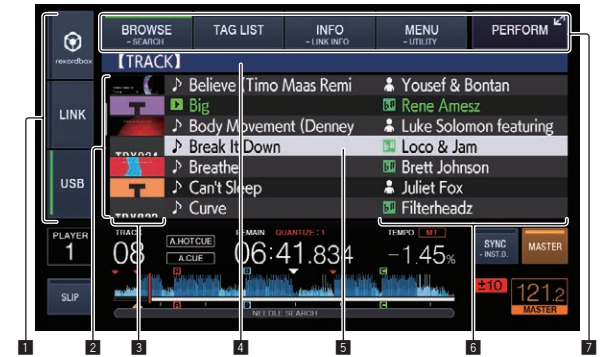 BROWSE
- SEARCH
TAG LIST
INFO
- LINK INFO
MENU
- UTILITY
PERFORM
rekordbox
LINK
USB
【TRACK】
Believe (Timo Maas Remi
Yousef & Bontan
Big
Rene Amesz
Body Movement (Denney
Luke Solomon featuring
Break It Down
Loco & Jam
Breathe
Brett Johnson
Can't Sleep
Juliet Fox
Curve
Filterheadz
PLAYER
1
TRACK
08
A.HOT CUE
A.CUE
REMAIN
QUANTIZE : 1
06:41.834
TEMPO
MT
-1.45%
SYNC
- INST.D.
MASTER
SLIP
A
D
C
A
D
C
NEEDLE SEARCH
±10
121.2
MASTER
1
2
3
4
5
6
7